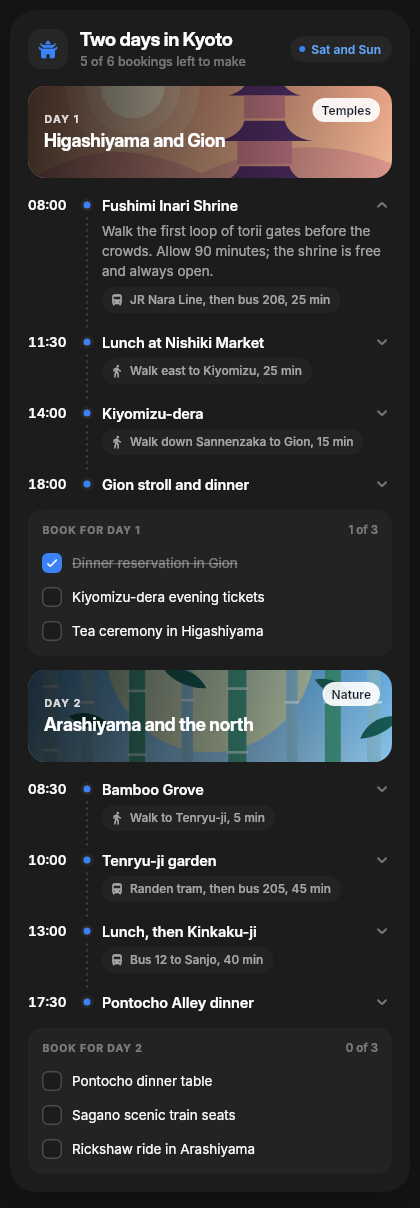 Two days in Kyoto
5 of 6 bookings left to make
Sat and Sun
DAY 1
Higashiyama and Gion
Temples
08:00
Fushimi Inari Shrine
Walk the first loop of torii gates before the
crowds. Allow 90 minutes; the shrine is free
and always open.
JR Nara Line, then bus 206, 25 min
11:30
Lunch at Nishiki Market
Walk east to Kiyomizu, 25 min
14:00
Kiyomizu-dera
Walk down Sannenzaka to Gion, 15 min
18:00
Gion stroll and dinner
BOOK FOR DAY 1
1 of 3
Dinner reservation in Gion
Kiyomizu-dera evening tickets
Tea ceremony in Higashiyama
DAY 2
Arashiyama and the north
Nature
08:30
Bamboo Grove
Walk to Tenryu-ji, 5 min
10:00
Tenryu-ji garden
Randen tram, then bus 205, 45 min
13:00
Lunch, then Kinkaku-ji
Bus 12 to Sanjo, 40 min
17:30
Pontocho Alley dinner
BOOK FOR DAY 2
0 of 3
Pontocho dinner table
Sagano scenic train seats
Rickshaw ride in Arashiyama